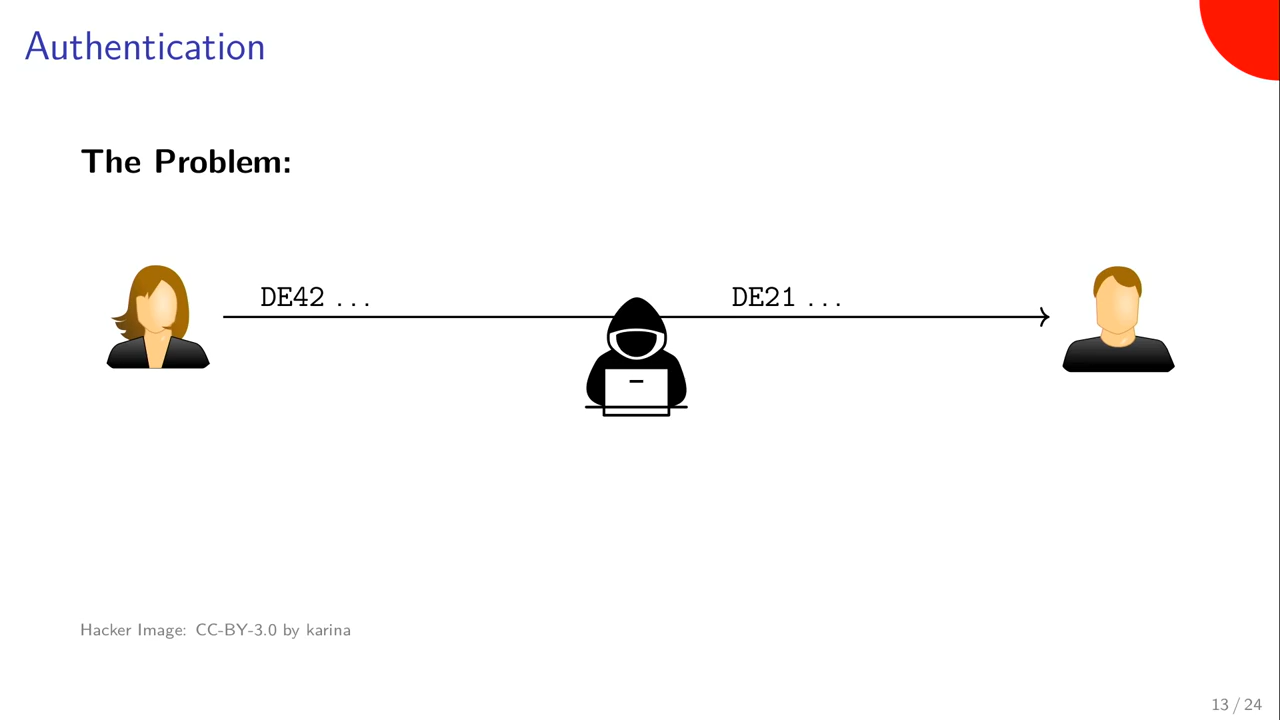 Authentication
The Problem:
DE42 ...
DE21 ...
Hacker Image: CC-BY-3.0 by karina
13 / 24